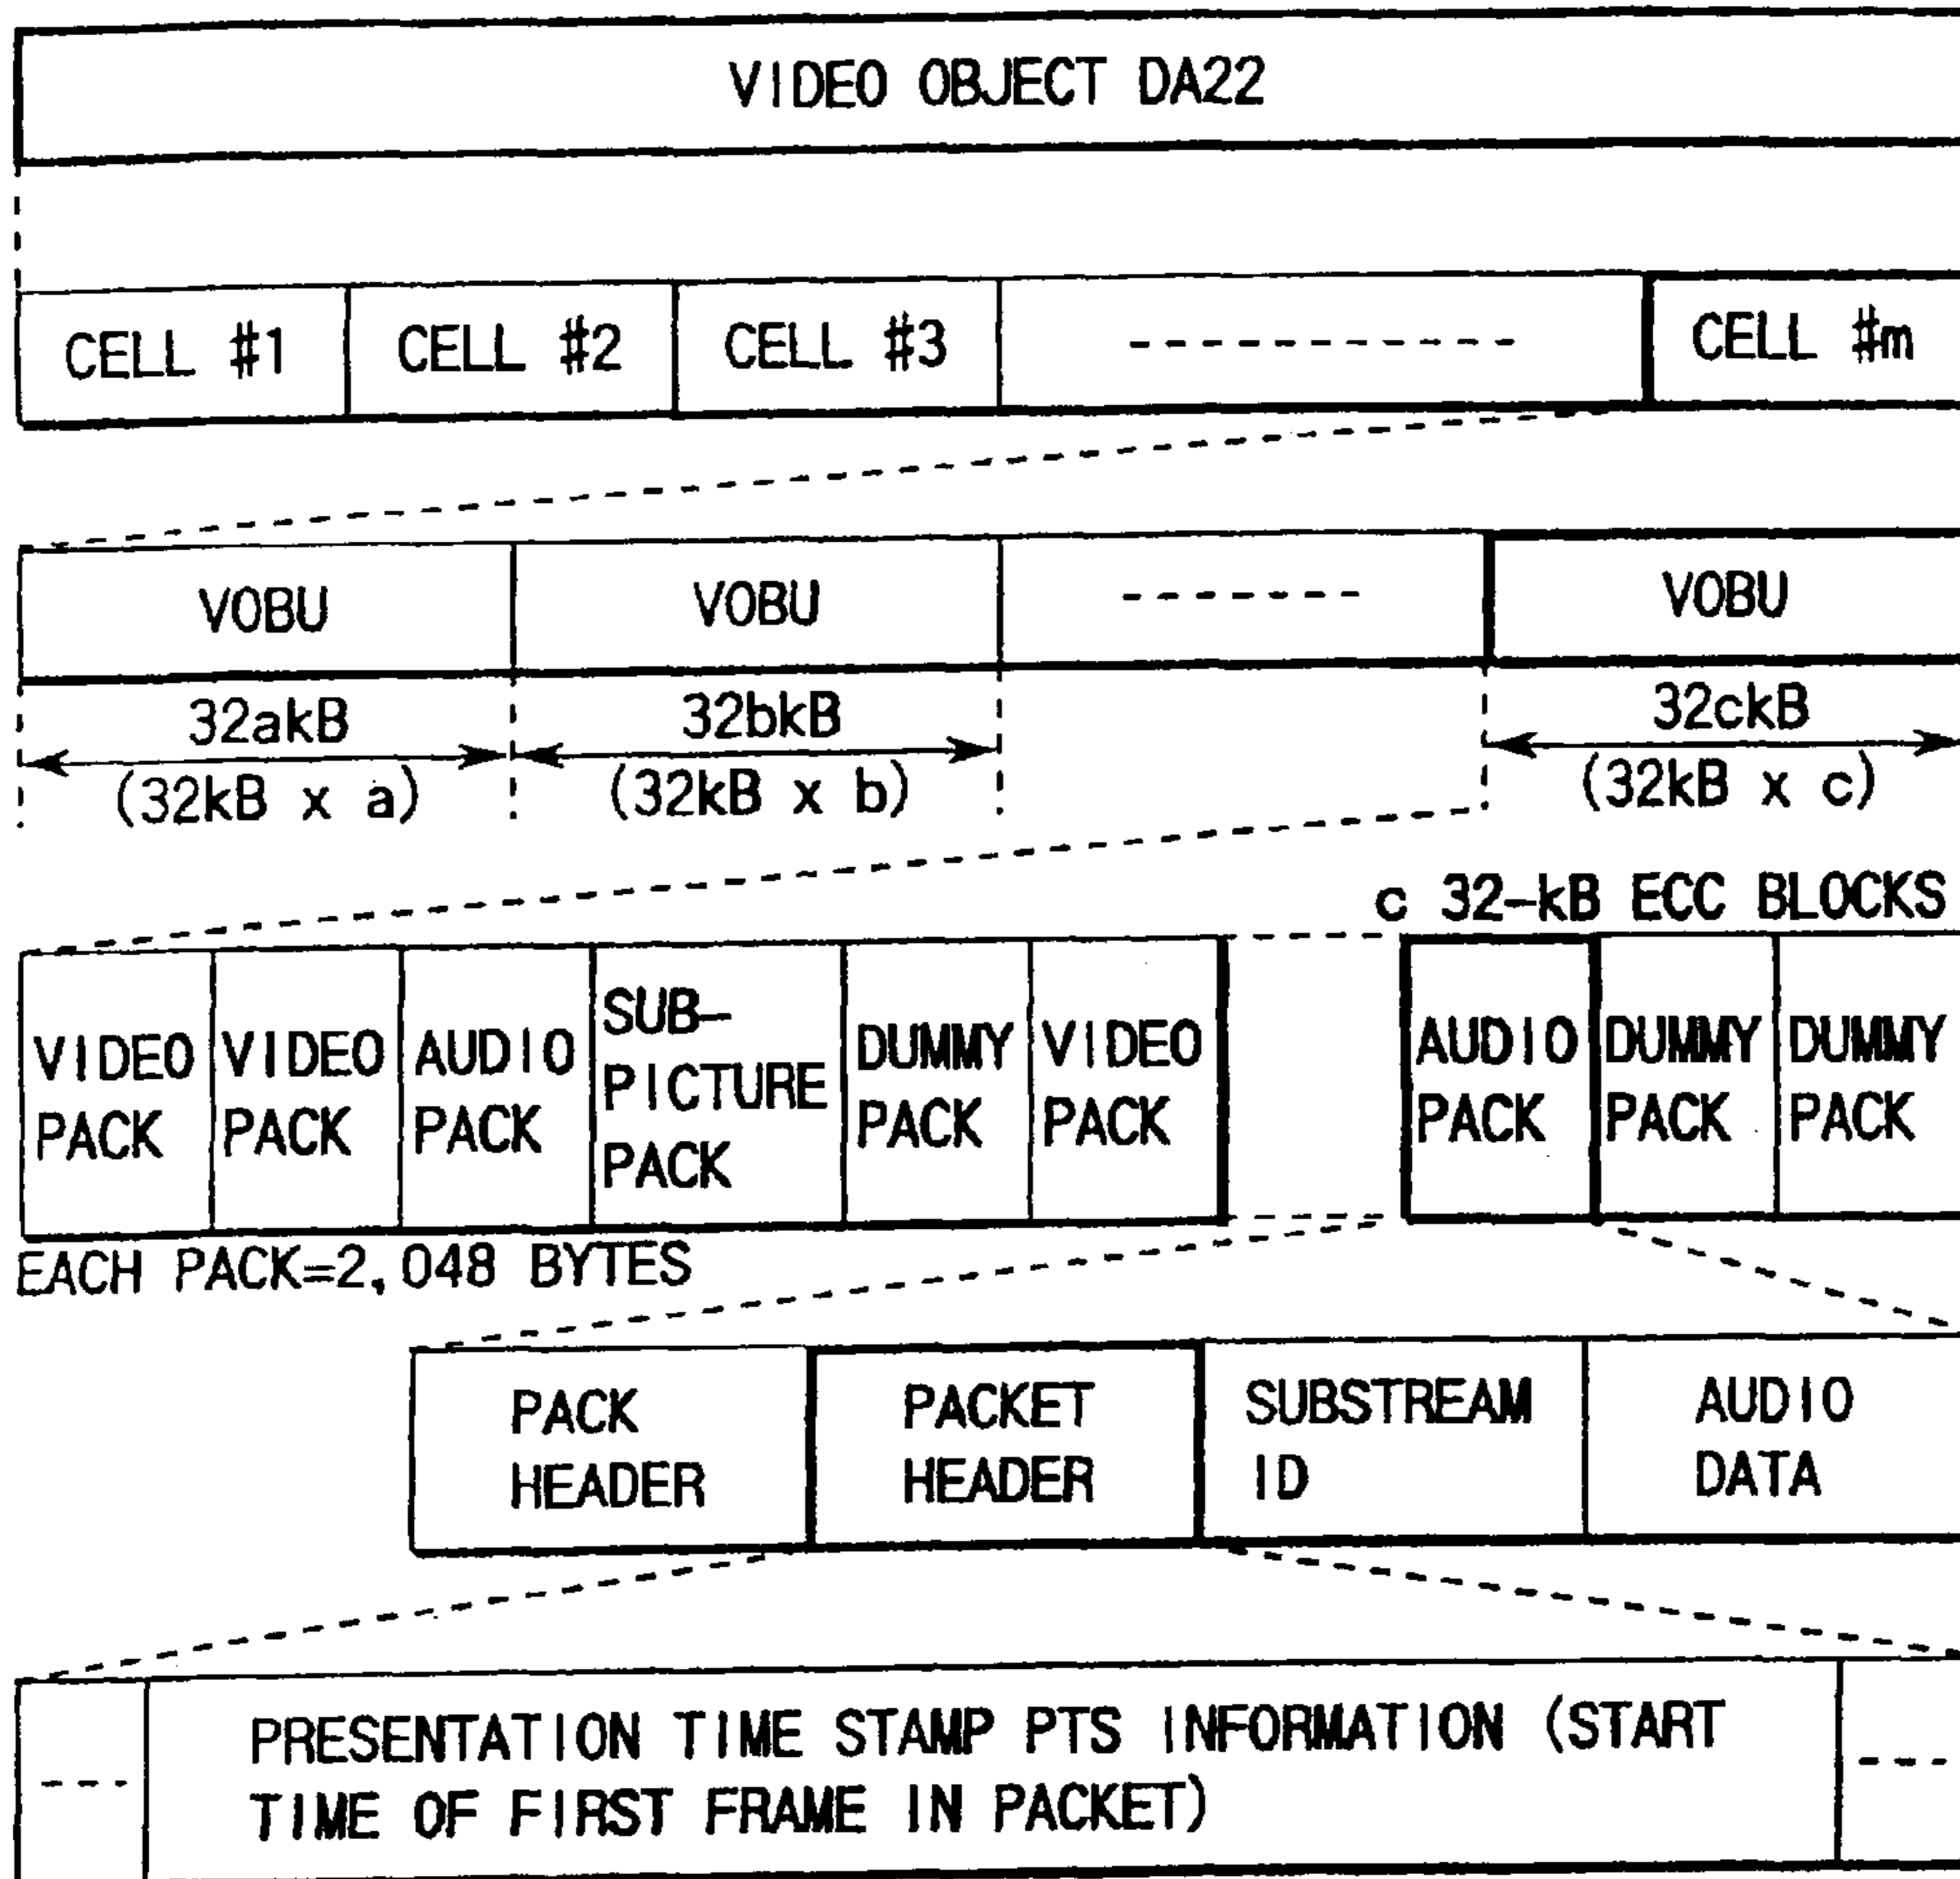 VIDEO OBJECT DA22
CELL #1 CELL #2 CELL #3 ------------ CELL #m
VOBU VOBU ------- VOBU
32akB 32bkB 32ckB
(32kB x a) (32kB x b) (32kB x c)
c 32-kB ECC BLOCKS
VIDEO PACK
VIDEO PACK
AUDIO PACK
SUB-
PICTURE
PACK
DUMMY PACK
VIDEO PACK
AUDIO PACK
DUMMY PACK
DUMMY PACK
EACH PACK=2,048 BYTES
PACK
HEADER
PACKET
HEADER
SUBSTREAM
ID
AUDIO
DATA
--- PRESENTATION TIME STAMP PTS INFORMATION (START ---
TIME OF FIRST FRAME IN PACKET)